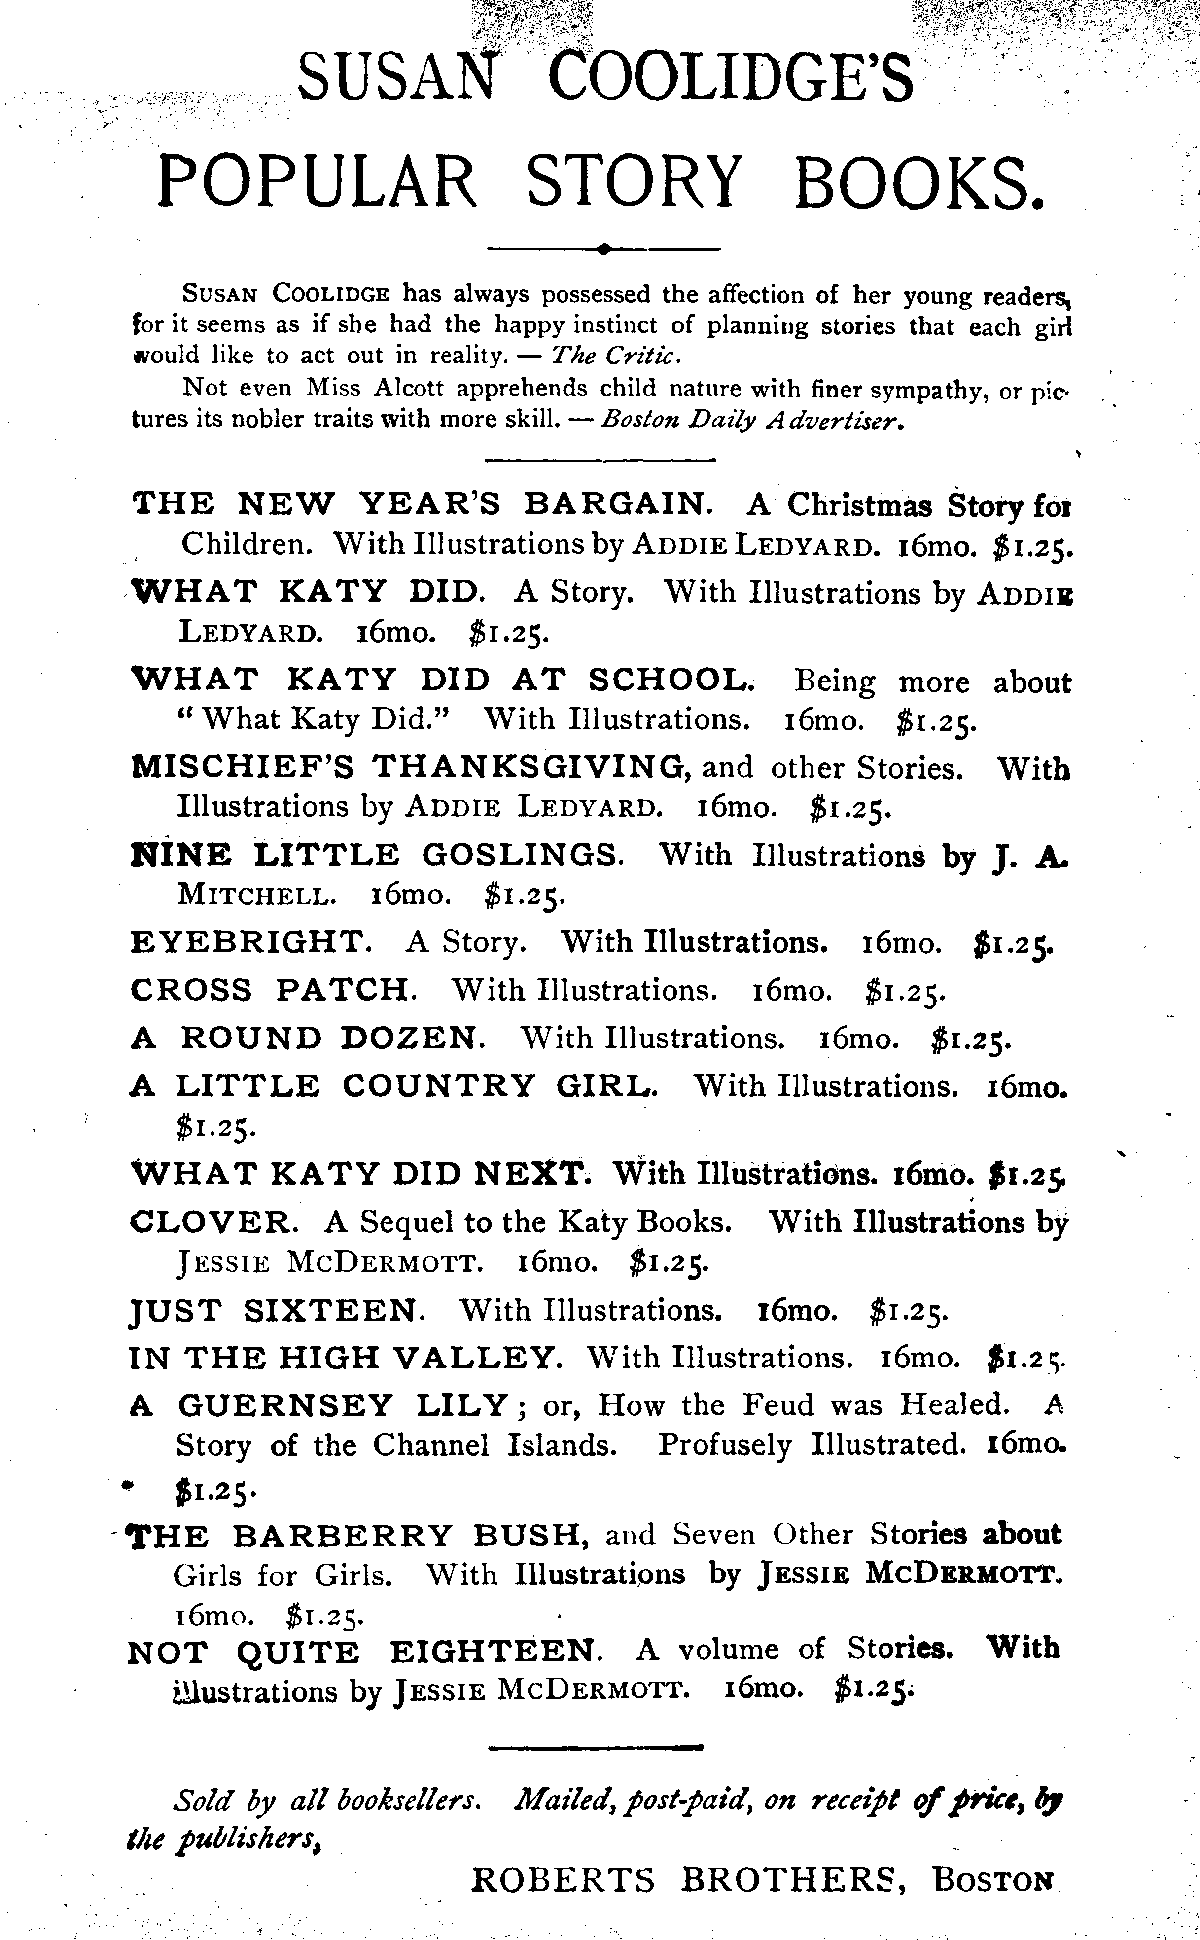 SUSAN COOLIDGE'S
POPULAR STORY BOOKS.
SUSAN COOLIDGE has always possessed the affection of her young readers,
for it seems as if she had the happy instinct of planning stories that each girl
would like to act out in reality. — The Critic.
Not even Miss Alcott apprehends child nature with finer sympathy, or pic-
tures its nobler traits with more skill. — Boston Daily Advertiser.
THE NEW YEAR'S BARGAIN. A Christmas Story for
Children. With Illustrations by ADDIE LEDYARD. 16mo. $1.25.
WHAT KATY DID. A Story. With Illustrations by ADDIE
LEDYARD. 16mo. $1.25.
WHAT KATY DID AT SCHOOL. Being more about
“What Katy Did.” With Illustrations. 16mo. $1.25.
MISCHIEF'S THANKSGIVING, and other Stories. With
Illustrations by ADDIE LEDYARD. 16mo. $1.25.
NINE LITTLE GOSLINGS. With Illustrations by J. A.
MITCHELL. 16mo. $1.25.
EYEBRIGHT. A Story. With Illustrations. 16mo. $1.25.
CROSS PATCH. With Illustrations. 16mo. $1.25.
A ROUND DOZEN. With Illustrations. 16mo. $1.25.
A LITTLE COUNTRY GIRL. With Illustrations. 16mo.
$1.25.
WHAT KATY DID NEXT. With Illustrations. 16mo. $1.25.
CLOVER. A Sequel to the Katy Books. With Illustrations by
JESSIE MCDERMOTT. 16mo. $1.25.
JUST SIXTEEN. With Illustrations. 16mo. $1.25.
IN THE HIGH VALLEY. With Illustrations. 16mo. $1.25.
A GUERNSEY LILY; or, How the Feud was Healed. A
Story of the Channel Islands. Profusely Illustrated. 16mo.
$1.25.
THE BARBERRY BUSH, and Seven Other Stories about
Girls for Girls. With Illustrations by JESSIE MCDERMOTT.
16mo. $1.25.
NOT QUITE EIGHTEEN. A volume of Stories. With
illustrations by JESSIE MCDERMOTT. 16mo. $1.25.
Sold by all booksellers. Mailed, post-paid, on receipt of price, by
the publishers,
ROBERTS BROTHERS, BOSTON